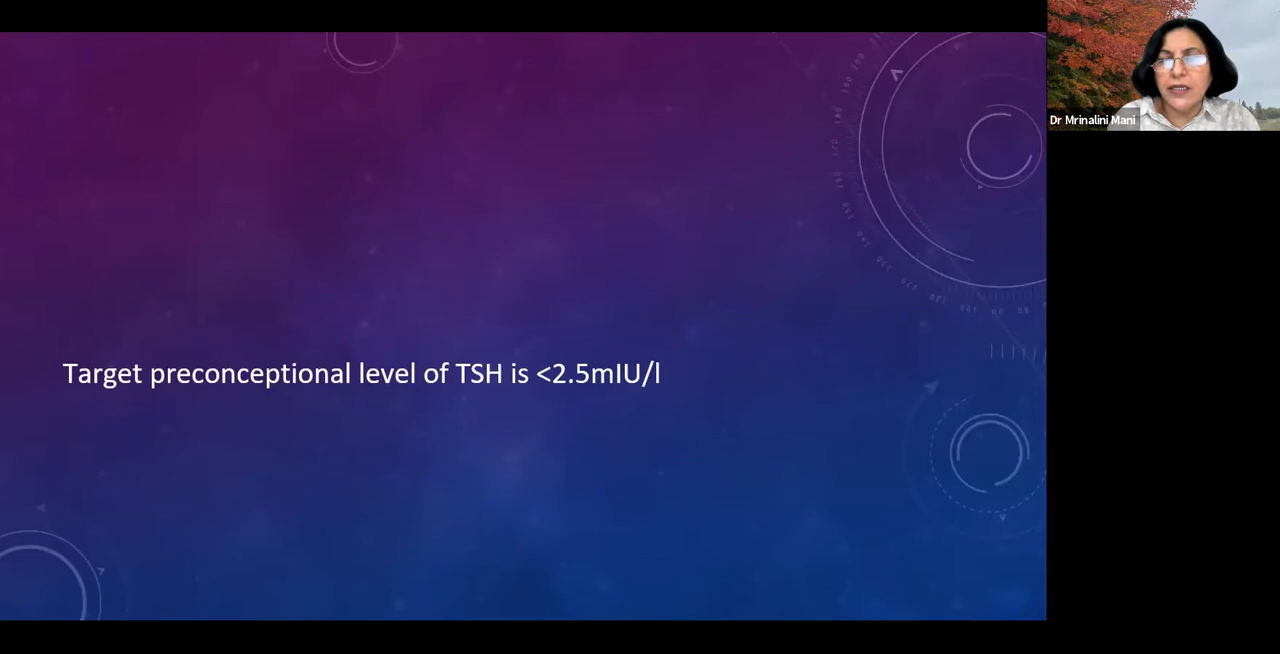 Dr Mrinalini Mani
Target preconceptional level of TSH is <2.5mIU/l